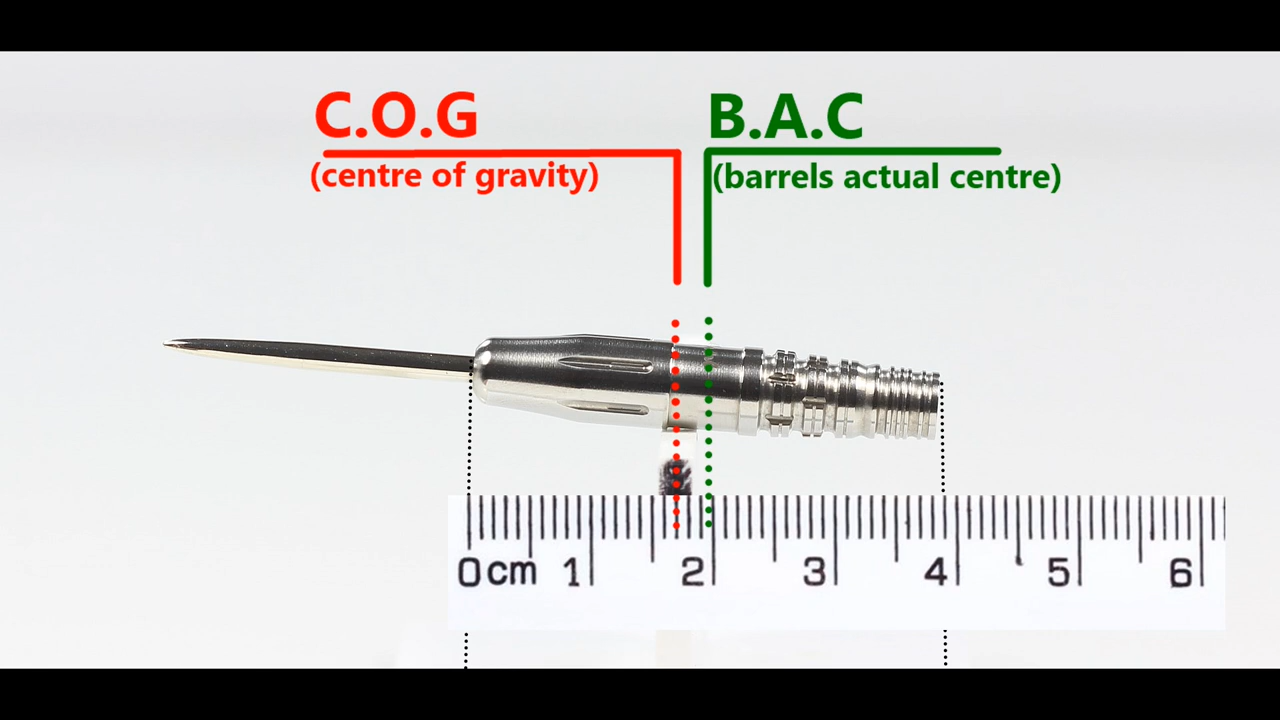 C.O.G
(centre of gravity)
B.A.C
(barrels actual centre)
0cm 1 2 3 4 5 6